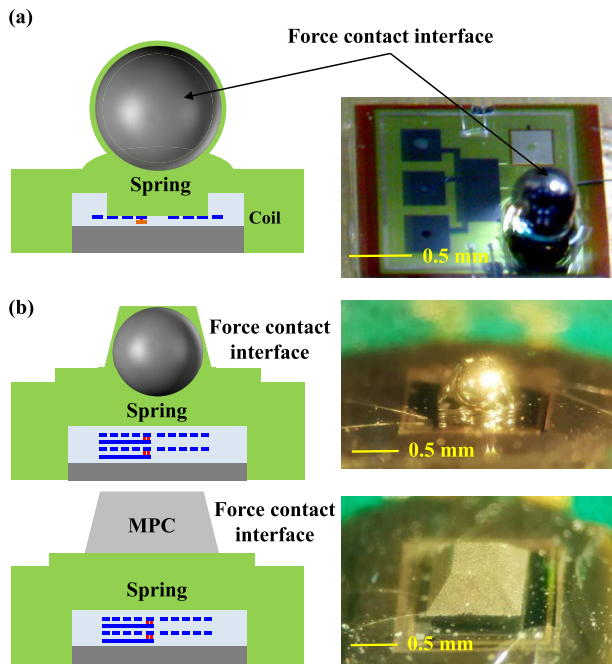 (a)
Force contact interface
Spring
Coil
0.5 mm
(b)
Force contact
interface
Spring
0.5 mm
MPC
Force contact
interface
Spring
0.5 mm